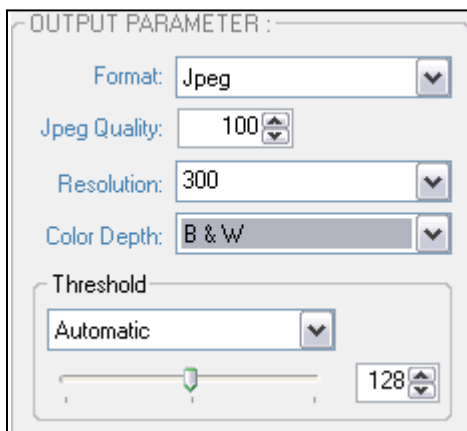 OUTPUT PARAMETER :
Format: Jpeg
Jpeg Quality: 100
Resolution: 300
Color Depth: B & W
Threshold
Automatic
128